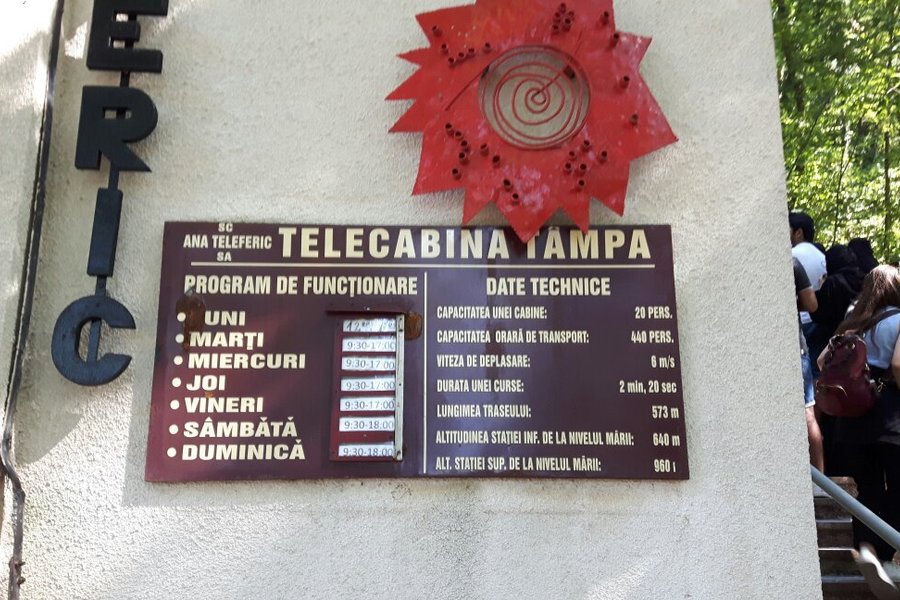 ERIC
SC
ANA TELEFERIC
SA
TELECABINA TÂMPA
PROGRAM DE FUNCȚIONARE
LUNI
• MARȚI 9:30-17:00
• MIERCURI 9:30-17:00
• JOI 9:30-17:00
• VINERI 9:30-17:00
• SÂMBĂTĂ 9:30-18:00
• DUMINICĂ 9:30-18:00
DATE TECHNICE
CAPACITATEA UNEI CABINE: 20 PERS.
CAPACITATEA ORARĂ DE TRANSPORT: 440 PERS.
VITEZA DE DEPLASARE: 6 m/s
DURATA UNEI CURSE: 2 min, 20 sec
LUNGIMEA TRASEULUI: 573 m
ALTITUDINEA STAȚIEI INF. DE LA NIVELUL MĂRII: 640 m
ALT. STAȚIEI SUP. DE LA NIVELUL MĂRII: 960